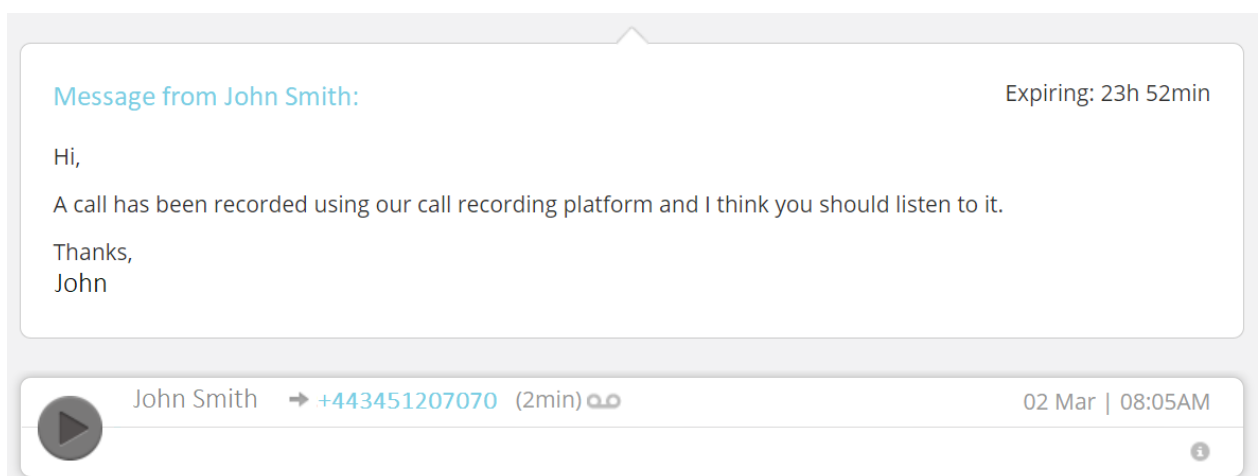 Message from John Smith:
Expiring: 23h 52min
Hi,
A call has been recorded using our call recording platform and I think you should listen to it.
Thanks,
John
John Smith +443451207070 (2min)
02 Mar | 08:05AM